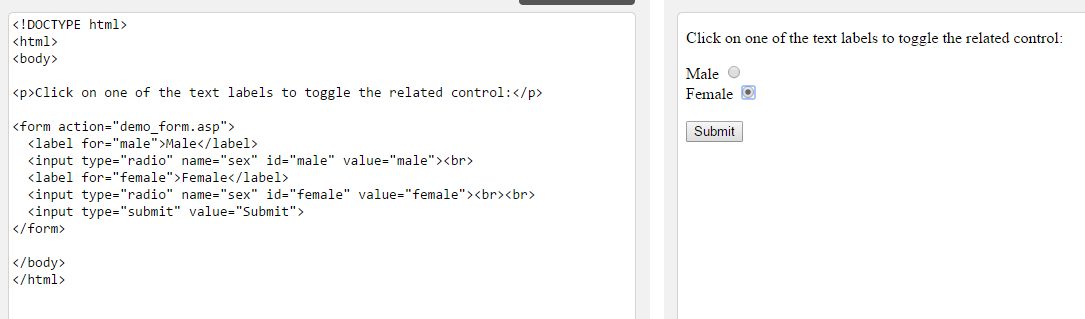 <!DOCTYPE html>
<html>
<body>
<p>Click on one of the text labels to toggle the related control:</p>
<form action="demo_form.asp">
<label for="male">Male</label>
<input type="radio" name="sex" id="male" value="male"><br>
<label for="female">Female</label>
<input type="radio" name="sex" id="female" value="female"><br><br>
<input type="submit" value="Submit">
</form>
</body>
</html>
Click on one of the text labels to toggle the related control:
Male
Female
Submit